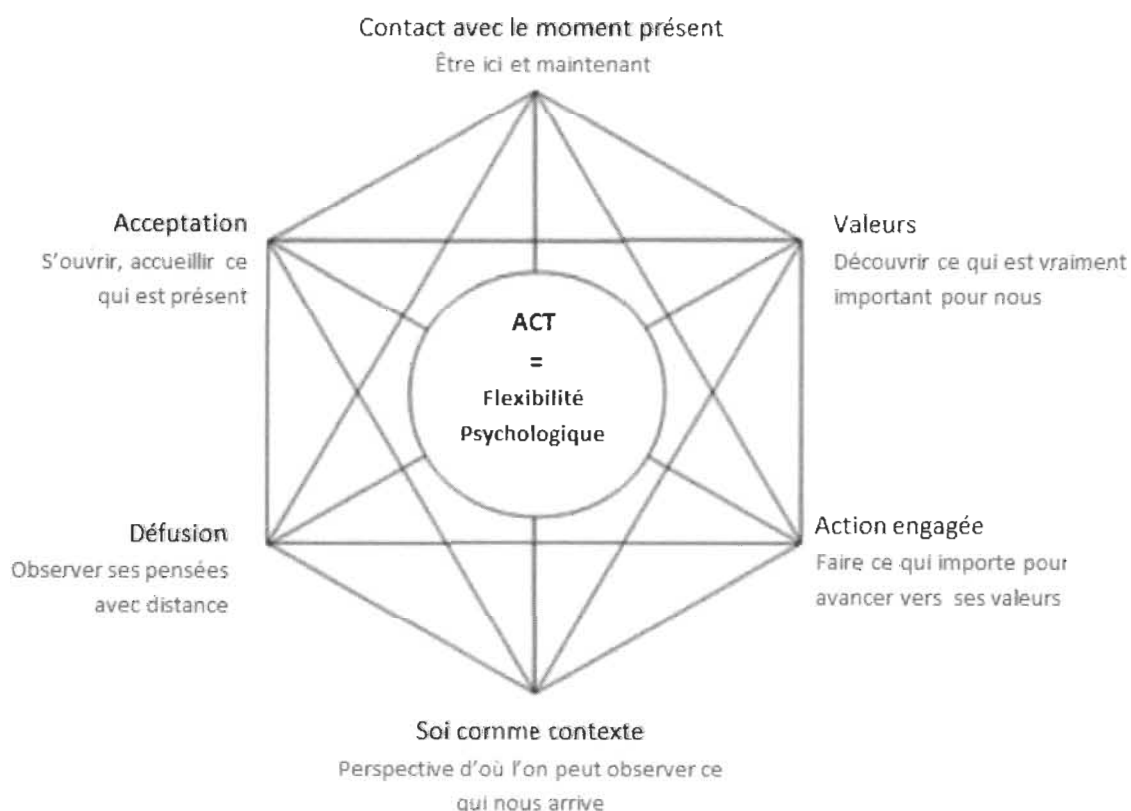 Contact avec le moment présent
Être ici et maintenant
Acceptation
S'ouvrir, accueillir ce
qui est présent
Valeurs
Découvrir ce qui est vraiment
important pour nous
ACT
=
Flexibilité
Psychologique
Défusion
Observer ses pensées
avec distance
Action engagée
Faire ce qui importe pour
avancer vers ses valeurs
Soi comme contexte
Perspective d'où l'on peut observer ce
qui nous arrive